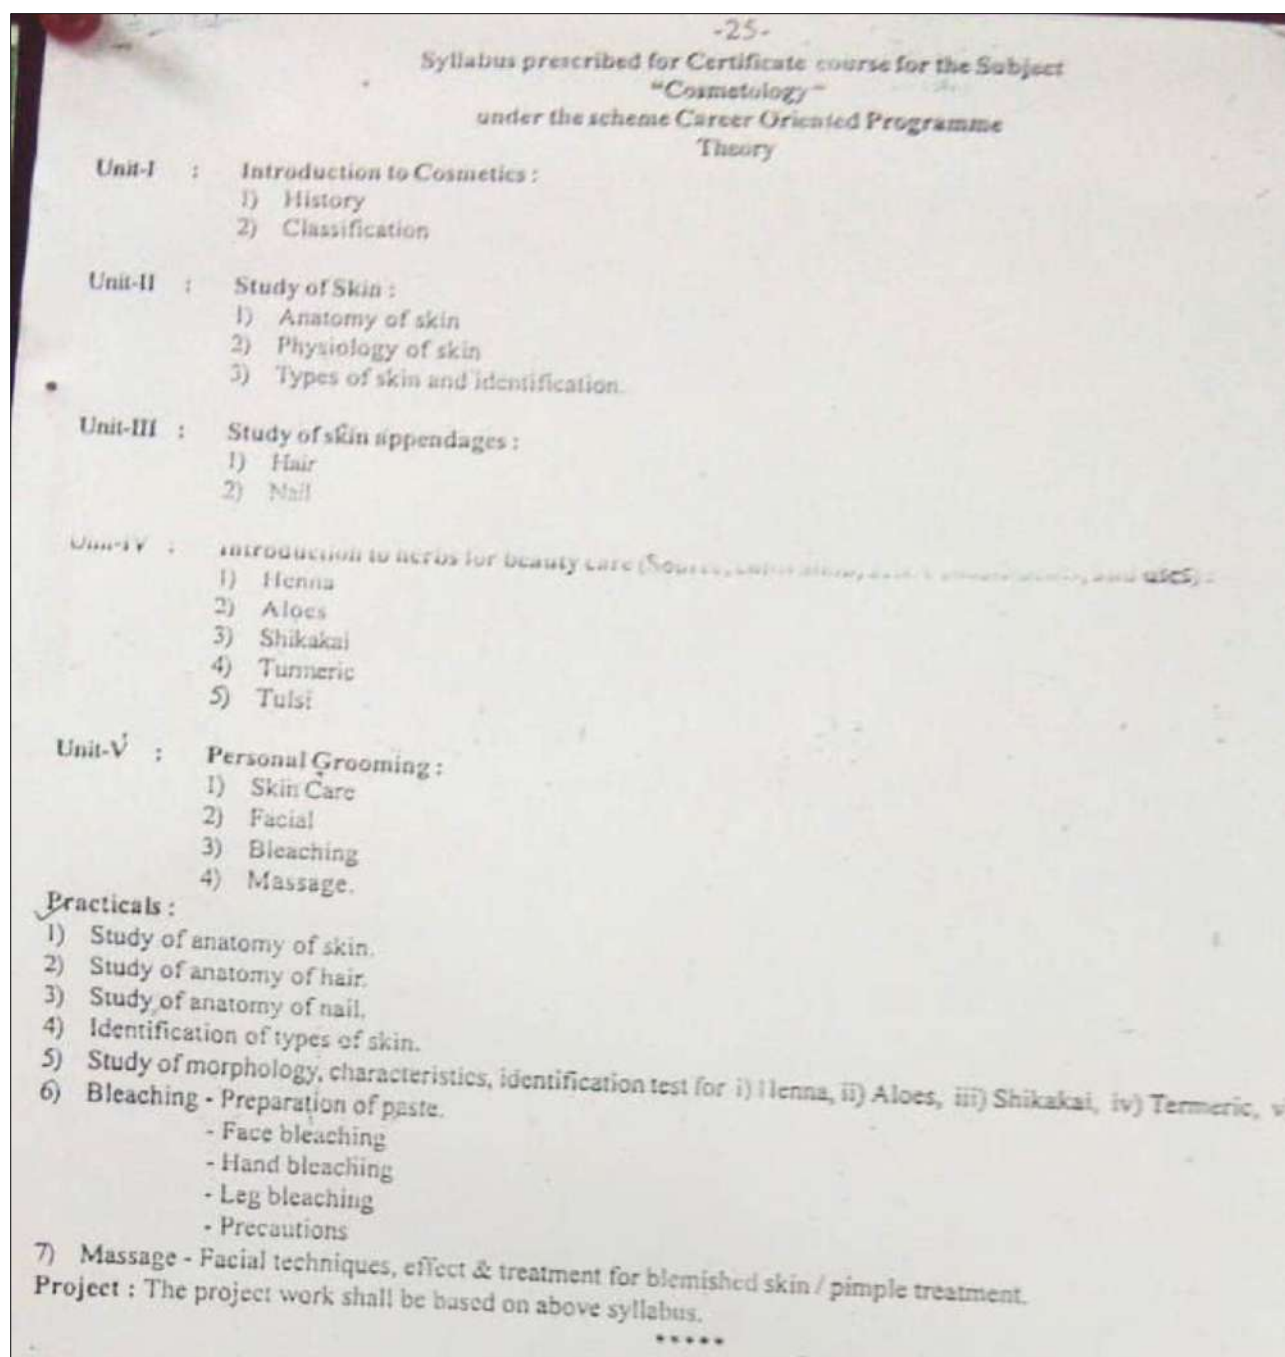 -25-
Syllabus prescribed for Certificate course for the Subject
"Cosmetology"
under the scheme Career Oriented Programme
Theory
Unit-I : Introduction to Cosmetics :
1) History
2) Classification
Unit-II : Study of Skin :
1) Anatomy of skin
2) Physiology of skin
3) Types of skin and identification.
Unit-III : Study of skin appendages :
1) Hair
2) Nail
Unit-IV : Introduction to herbs for beauty care (Source, and uses) :
1) Henna
2) Aloes
3) Shikakai
4) Turmeric
5) Tulsi
Unit-V : Personal Grooming :
1) Skin Care
2) Facial
3) Bleaching
4) Massage.
Practicals :
1) Study of anatomy of skin.
2) Study of anatomy of hair.
3) Study of anatomy of nail.
4) Identification of types of skin.
5) Study of morphology, characteristics, identification test for i) Henna, ii) Aloes, iii) Shikakai, iv) Termeric, v
6) Bleaching - Preparation of paste.
- Face bleaching
- Hand bleaching
- Leg bleaching
- Precautions
7) Massage - Facial techniques, effect & treatment for blemished skin / pimple treatment.
Project : The project work shall be based on above syllabus.
*****